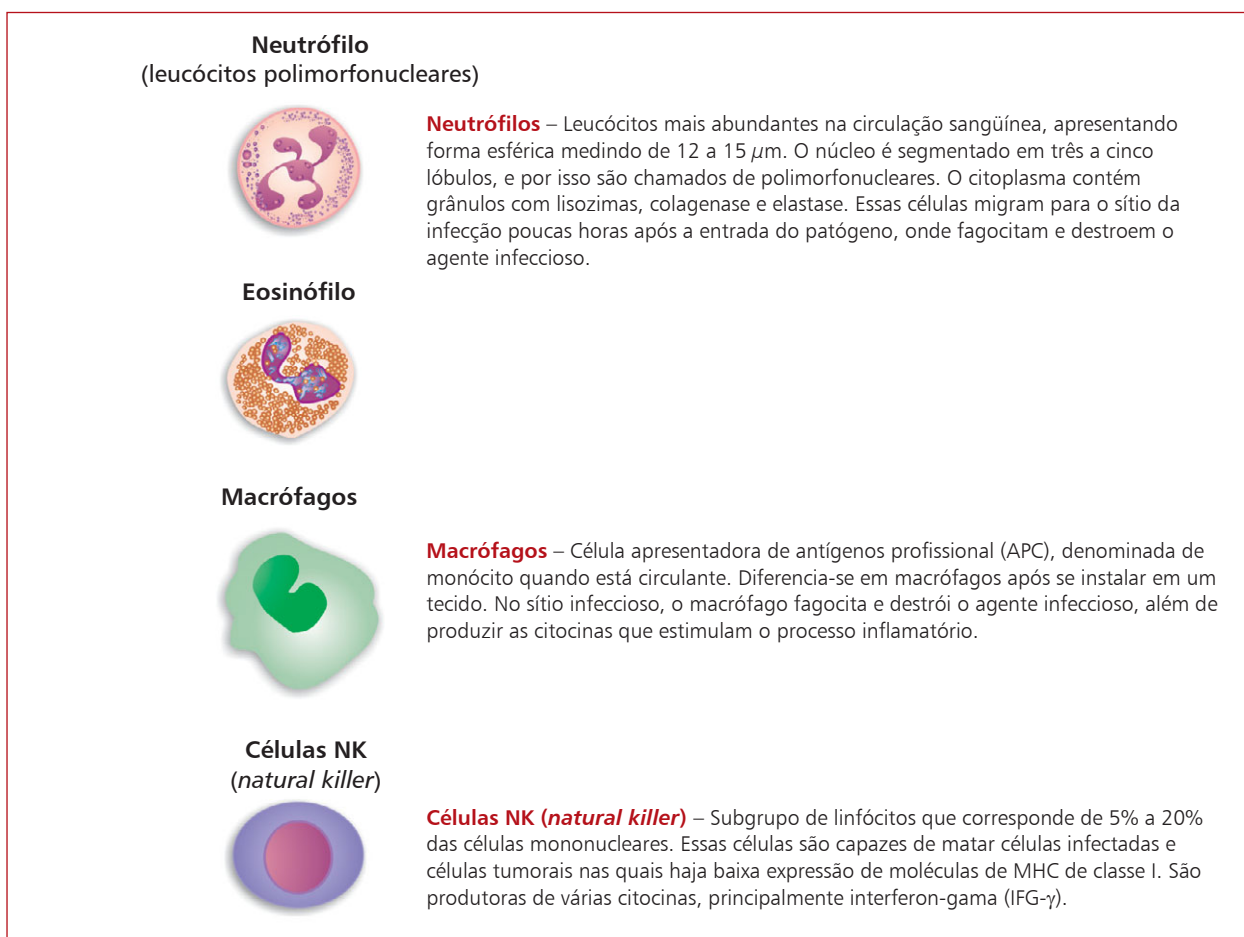 Neutrófilo
(leucócitos polimorfonucleares)
Neutrófilos – Leucócitos mais abundantes na circulação sangüínea, apresentando
forma esférica medindo de 12 a 15 μm. O núcleo é segmentado em três a cinco
lóbulos, e por isso são chamados de polimorfonucleares. O citoplasma contém
grânulos com lisozimas, colagenase e elastase. Essas células migram para o sítio da
infecção poucas horas após a entrada do patógeno, onde fagocitam e destroem o
agente infeccioso.
Eosinófilo
Macrófagos
Macrófagos – Célula apresentadora de antígenos profissional (APC), denominada de
monócito quando está circulante. Diferencia-se em macrófagos após se instalar em um
tecido. No sítio infeccioso, o macrófago fagocita e destrói o agente infeccioso, além de
produzir as citocinas que estimulam o processo inflamatório.
Células NK
(natural killer)
Células NK (natural killer) – Subgrupo de linfócitos que corresponde de 5% a 20%
das células mononucleares. Essas células são capazes de matar células infectadas e
células tumorais nas quais haja baixa expressão de moléculas de MHC de classe I. São
produtoras de várias citocinas, principalmente interferon-gama (IFG-γ).